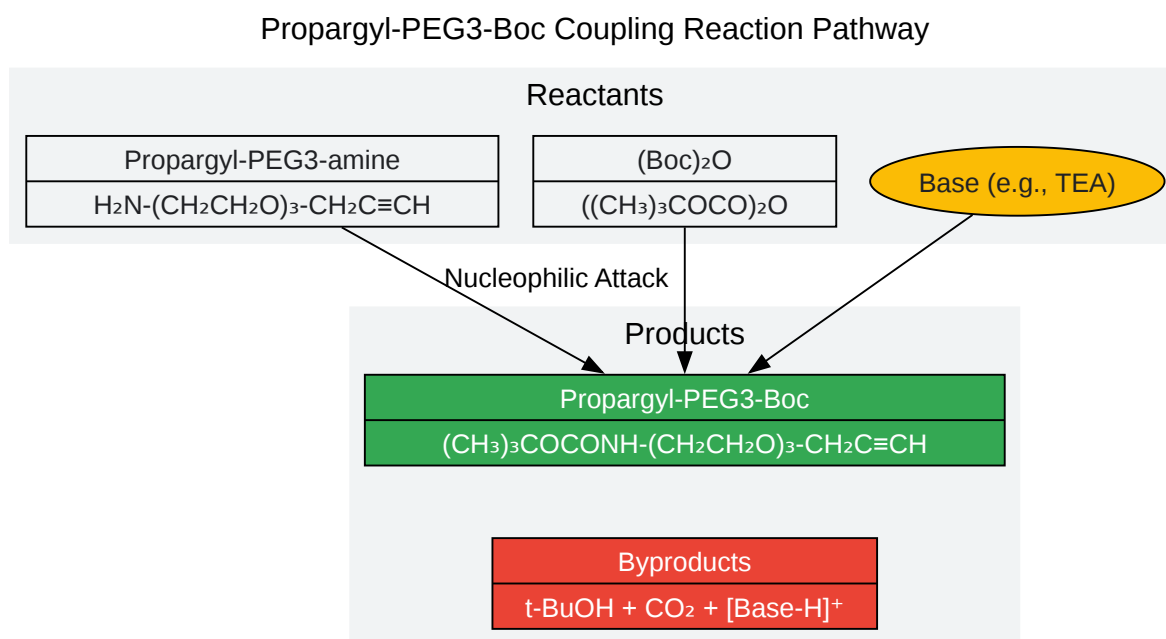 Propargyl-PEG3-Boc Coupling Reaction Pathway
Reactants
Propargyl-PEG3-amine
H₂N-(CH₂CH₂O)₃-CH₂C≡CH
(Boc)₂O
((CH₃)₃COCO)₂O
Base (e.g., TEA)
Nucleophilic Attack
Products
Propargyl-PEG3-Boc
(CH₃)₃COCONH-(CH₂CH₂O)₃-CH₂C≡CH
Byproducts
t-BuOH + CO₂ + [Base-H]⁺